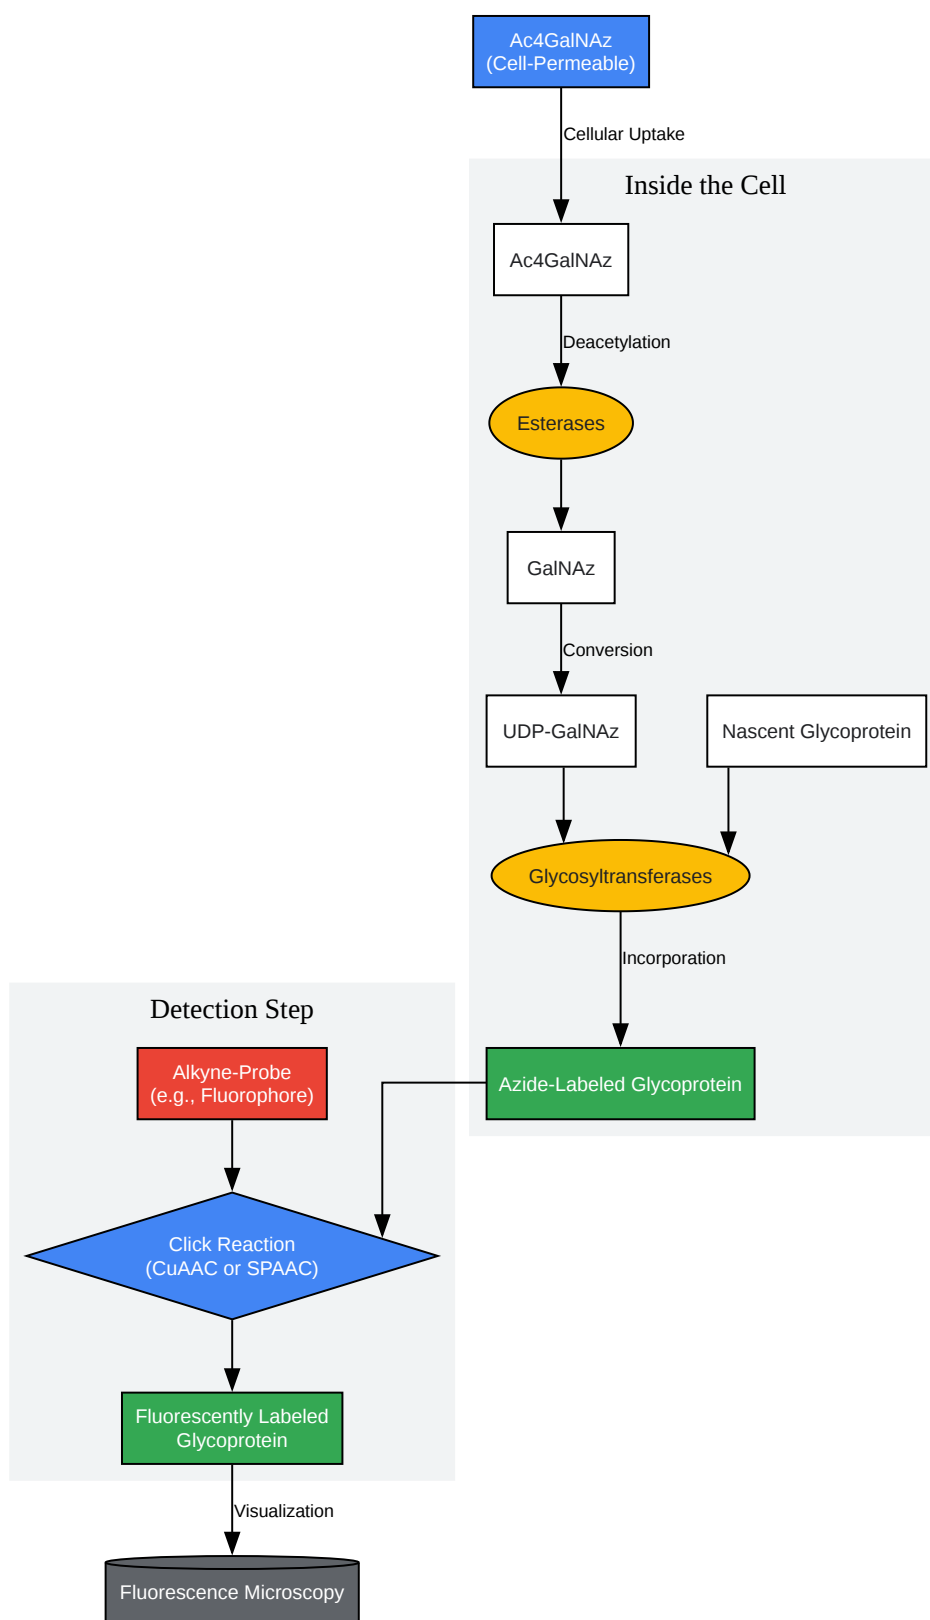 Ac4GalNAz
(Cell-Permeable)
Cellular Uptake
Inside the Cell
Ac4GalNAz
Deacetylation
Esterases
GalNAz
Conversion
UDP-GalNAz
Nascent Glycoprotein
Glycosyltransferases
Incorporation
Azide-Labeled Glycoprotein
Detection Step
Alkyne-Probe
(e.g., Fluorophore)
Click Reaction
(CuAAC or SPAAC)
Fluorescently Labeled
Glycoprotein
Visualization
Fluorescence Microscopy